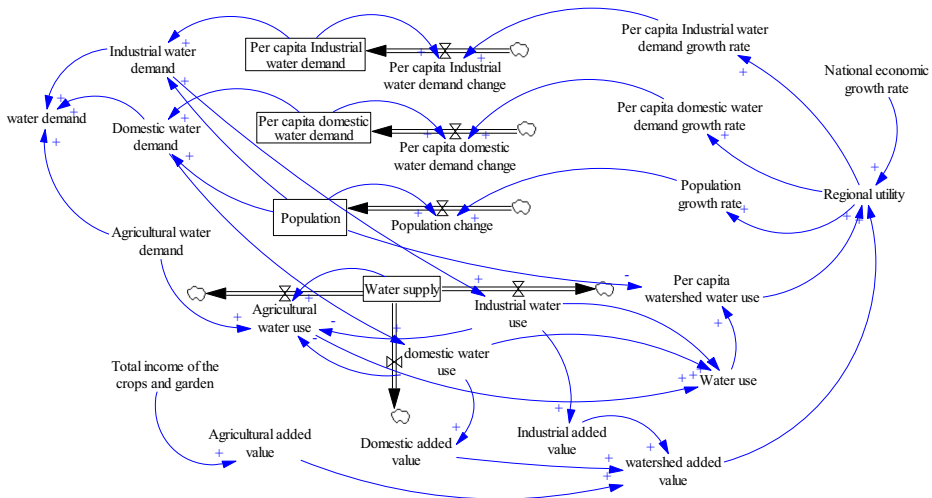 Industrial water
demand
Per capita Industrial
water demand
Per capita Industrial
water demand change
Per capita Industrial water
demand growth rate
National economic
growth rate
water demand
Domestic water
demand
Per capita domestic
water demand
Per capita domestic
water demand change
Per capita domestic water
demand growth rate
Population
Population change
Population
growth rate
Regional utility
Agricultural water
demand
Water supply
Agricultural
water use
Industrial water
use
Per capita
watershed water use
domestic water
use
Water use
Total income of the
crops and garden
Agricultural added
value
Domestic added
value
Industrial added
value
watershed added
value